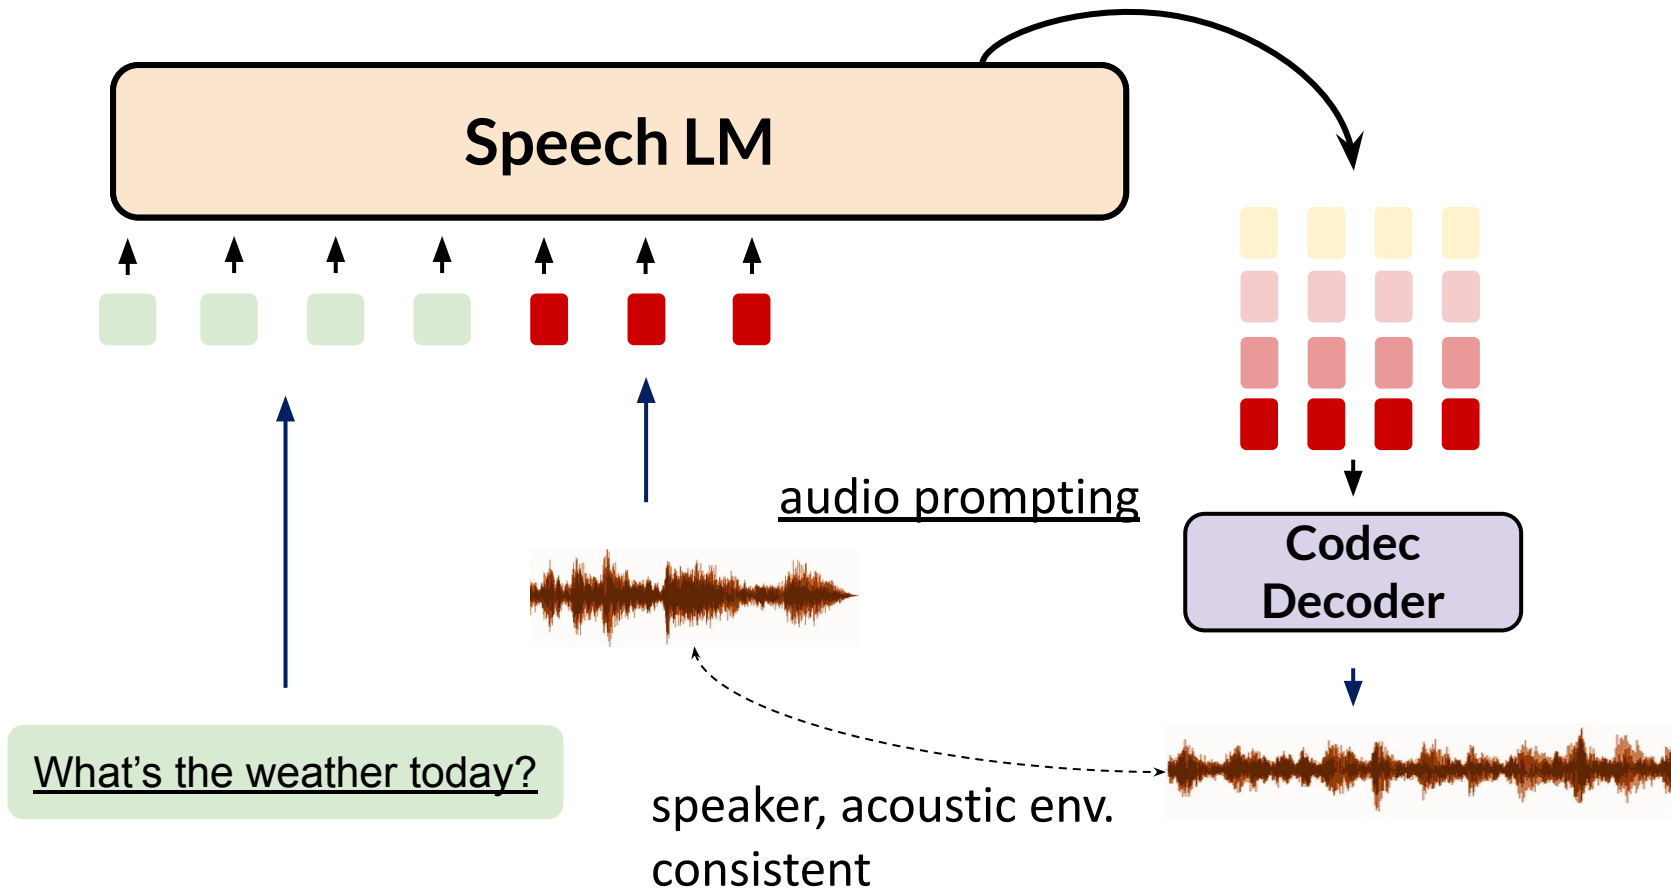 Speech LM
audio prompting
Codec
Decoder
What’s the weather today?
speaker, acoustic env.
consistent